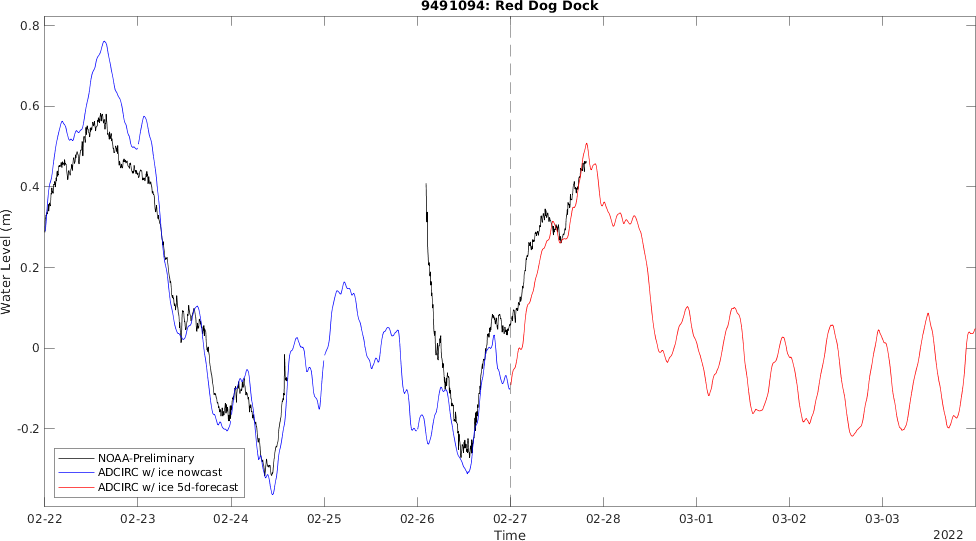 9491094: Red Dog Dock
Water Level (m)
0.8
0.6
0.4
0.2
0
-0.2
NOAA-Preliminary
ADCIRC w/ ice nowcast
ADCIRC w/ ice 5d-forecast
02-22 02-23 02-24 02-25 02-26 02-27 02-28 03-01 03-02 03-03
Time
2022